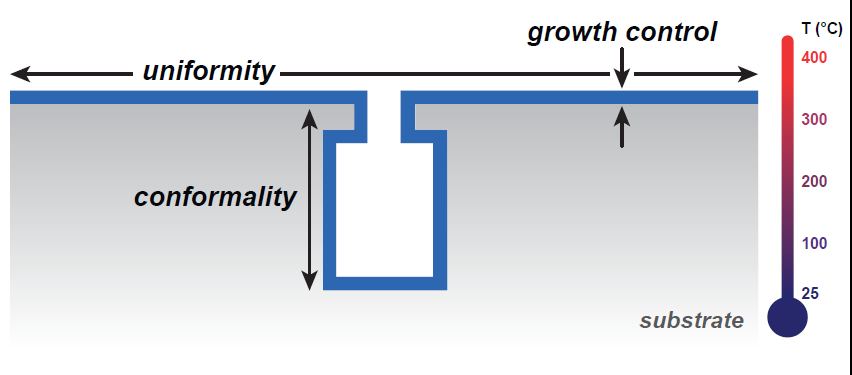 growth control
T (°C)
uniformity
400
300
conformality
200
100
25
substrate